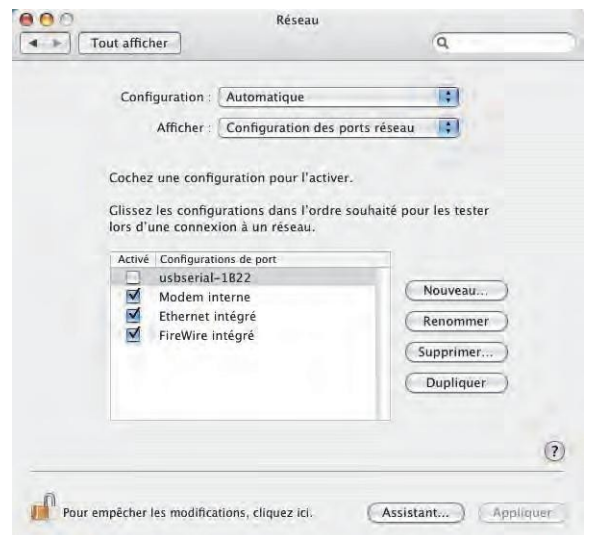 Réseau
Tout afficher
Configuration : Automatique
Afficher : Configuration des ports réseau
Cochez une configuration pour l'activer.
Glissez les configurations dans l'ordre souhaité pour les tester
lors d'une connexion à un réseau.
Activé Configurations de port
usbserial-1822
Modem interne
Ethernet intégré
FireWire intégré
Nouveau...
Renommer
Supprimer...
Dupliquer
?
Pour empêcher les modifications, cliquez ici.
Assistant...
Appliquer